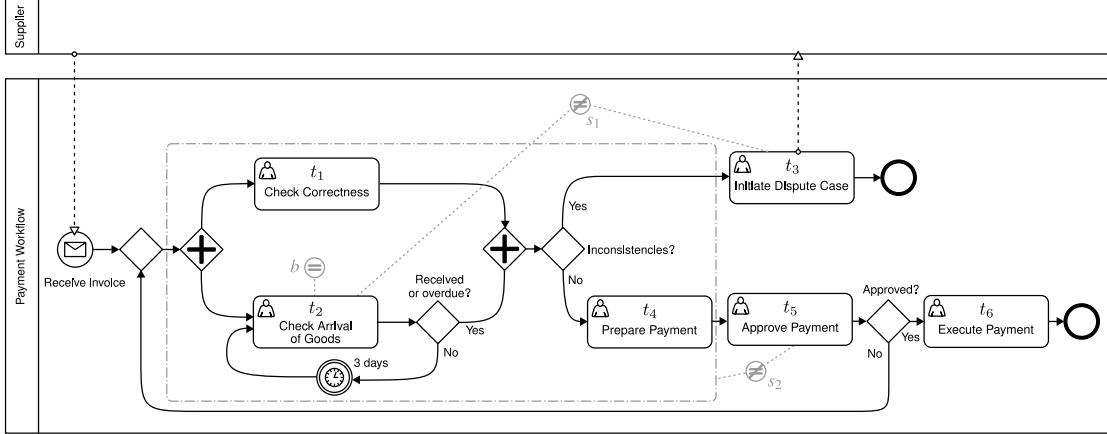 Supplier
Payment Workflow
Receive Invoice
t1
Check Correctness
b
t2
Check Arrival
of Goods
3 days
Received
or overdue?
Yes
No
s1
Inconsistencies?
Yes
No
t3
Initiate Dispute Case
t4
Prepare Payment
t5
Approve Payment
s2
Approved?
Yes
No
t6
Execute Payment